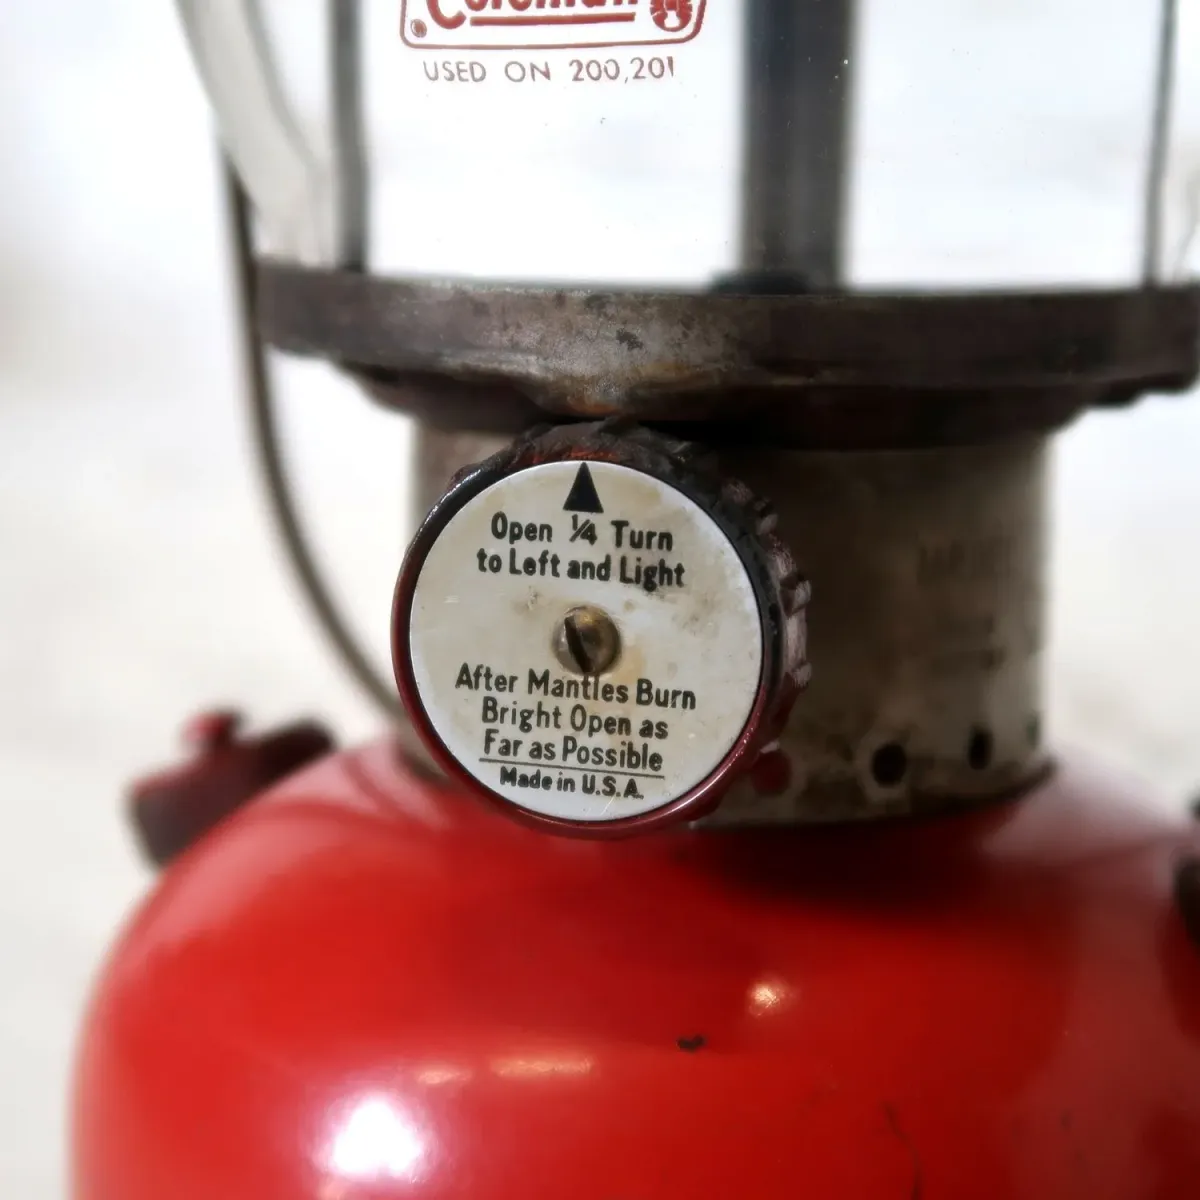 Coleman
USED ON 200,201
Open ¼ Turn
to Left and Light
After Mantles Burn
Bright Open as
Far as Possible
Made in U.S.A.